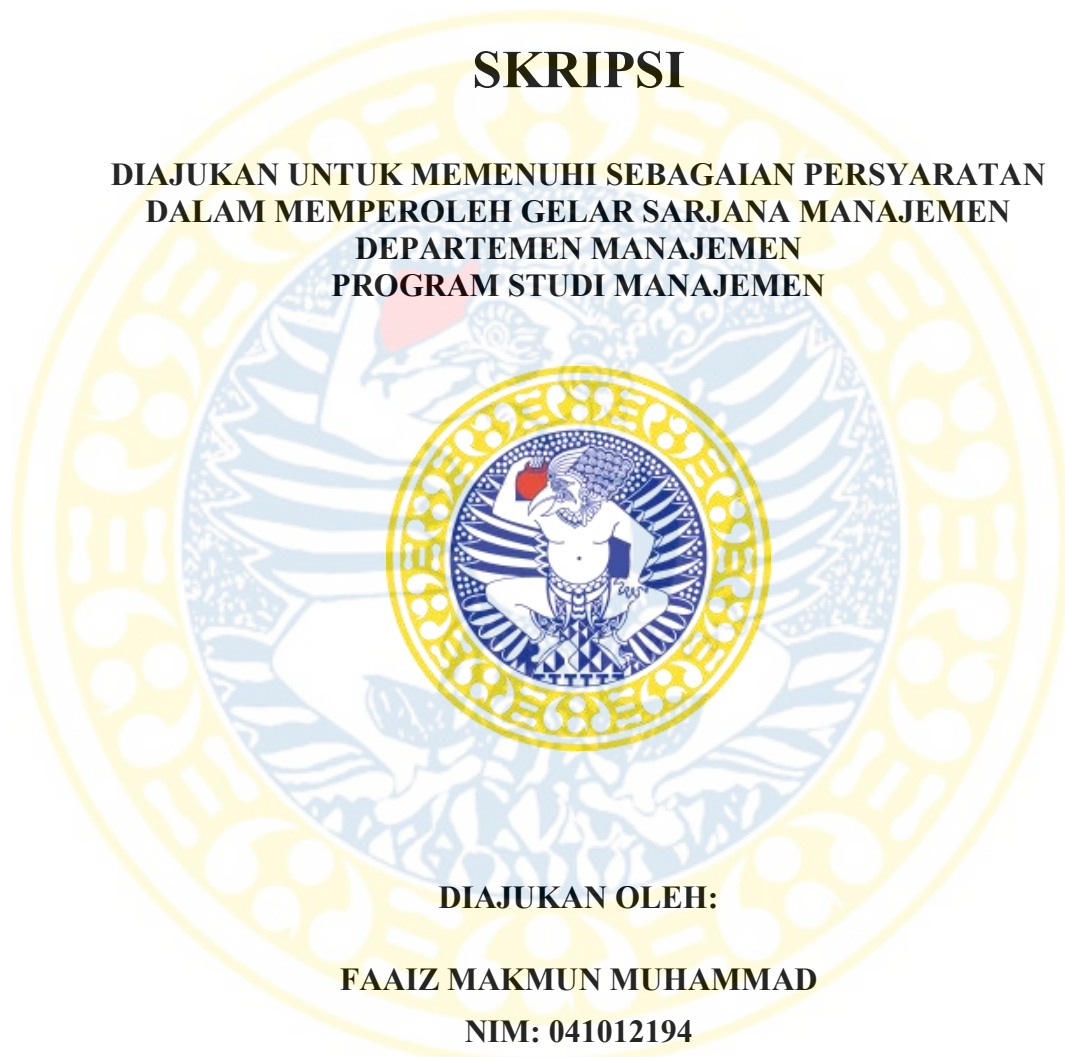 SKRIPSI
DIAJUKAN UNTUK MEMENUHI SEBAGAIAN PERSYARATAN
DALAM MEMPEROLEH GELAR SARJANA MANAJEMEN
DEPARTEMEN MANAJEMEN
PROGRAM STUDI MANAJEMEN
DIAJUKAN OLEH:
FAAIZ MAKMUN MUHAMMAD
NIM: 041012194